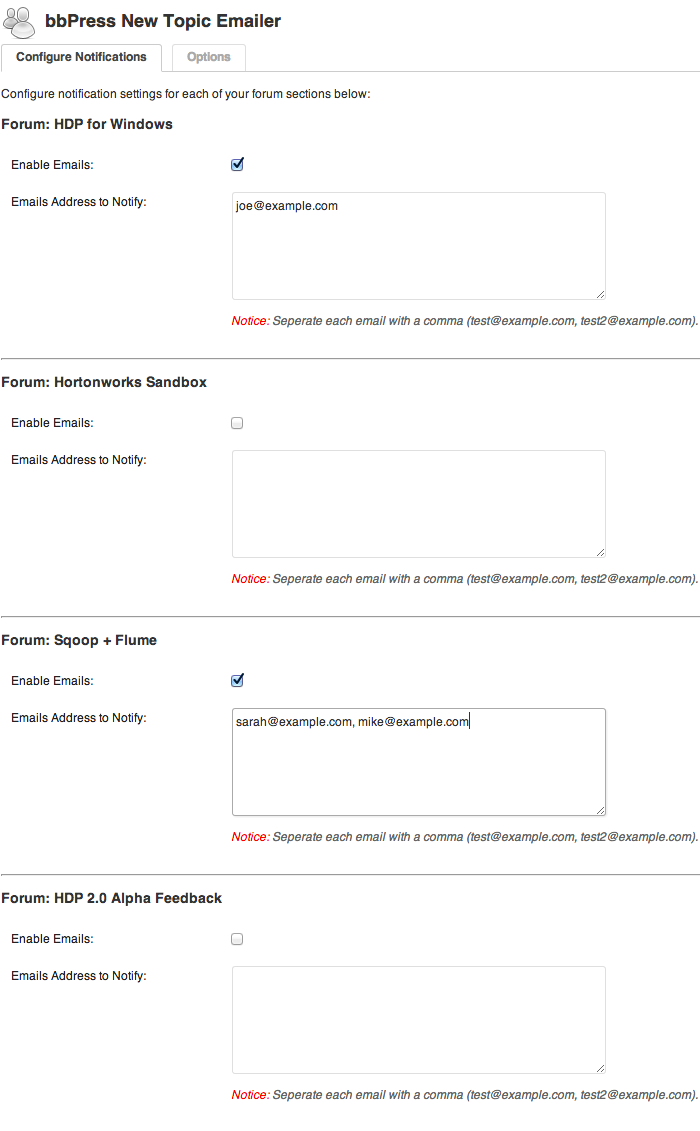 bbPress New Topic Emailer
Configure Notifications
Options
Configure notification settings for each of your forum sections below:
Forum: HDP for Windows
Enable Emails:
Emails Address to Notify:
joe@example.com
Notice: Seperate each email with a comma (test@example.com, test2@example.com).
Forum: Hortonworks Sandbox
Enable Emails:
Emails Address to Notify:
Notice: Seperate each email with a comma (test@example.com, test2@example.com).
Forum: Sqoop + Flume
Enable Emails:
Emails Address to Notify:
sarah@example.com, mike@example.com
Notice: Seperate each email with a comma (test@example.com, test2@example.com).
Forum: HDP 2.0 Alpha Feedback
Enable Emails:
Emails Address to Notify:
Notice: Seperate each email with a comma (test@example.com, test2@example.com).